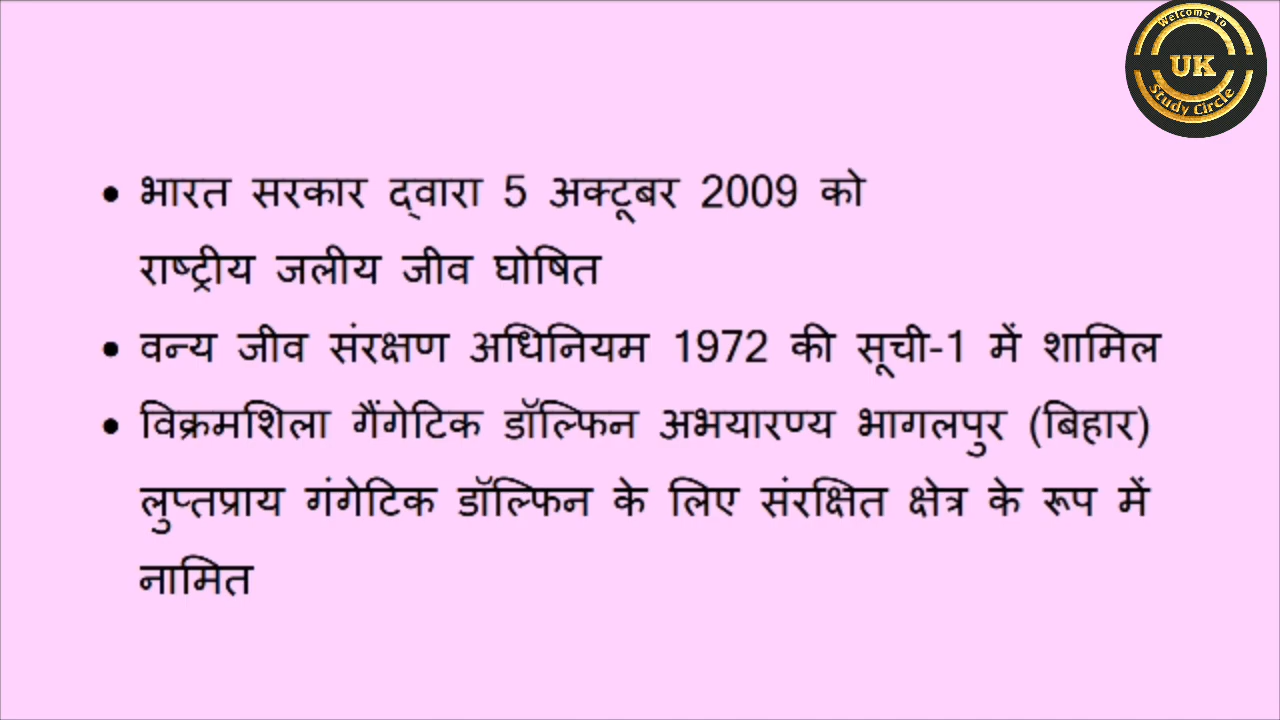 Welcome To
UK
Study Circle
• भारत सरकार द्वारा 5 अक्टूबर 2009 को
राष्ट्रीय जलीय जीव घोषित
• वन्य जीव संरक्षण अधिनियम 1972 की सूची-1 में शामिल
• विक्रमशिला गैंगेटिक डॉल्फिन अभयारण्य भागलपुर (बिहार)
लुप्तप्राय गंगेटिक डॉल्फिन के लिए संरक्षित क्षेत्र के रूप में
नामित